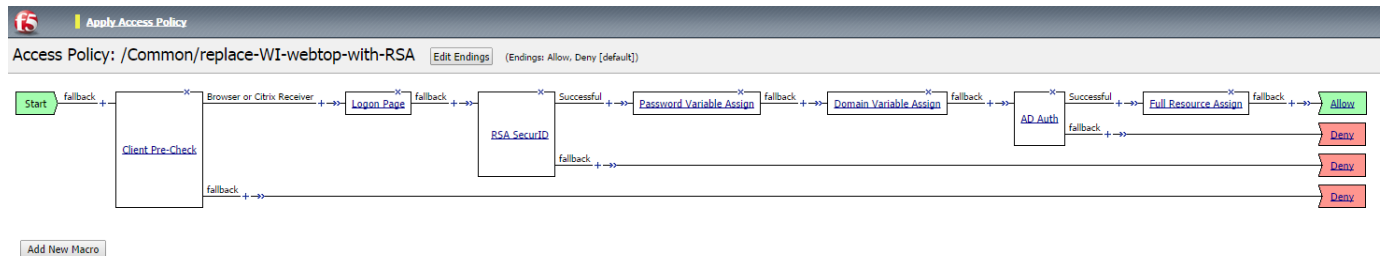 f5 Apply Access Policy
Access Policy: /Common/replace-WI-webtop-with-RSA Edit Endings (Endings: Allow, Deny [default])
Start fallback + Client Pre-Check × Browser or Citrix Receiver + Logon Page × fallback + RSA SecurID × Successful + Password Variable Assign × fallback + Domain Variable Assign × fallback + AD Auth × Successful + Full Resource Assign × fallback + Allow
fallback + Deny
fallback + Deny
fallback + Deny
Add New Macro